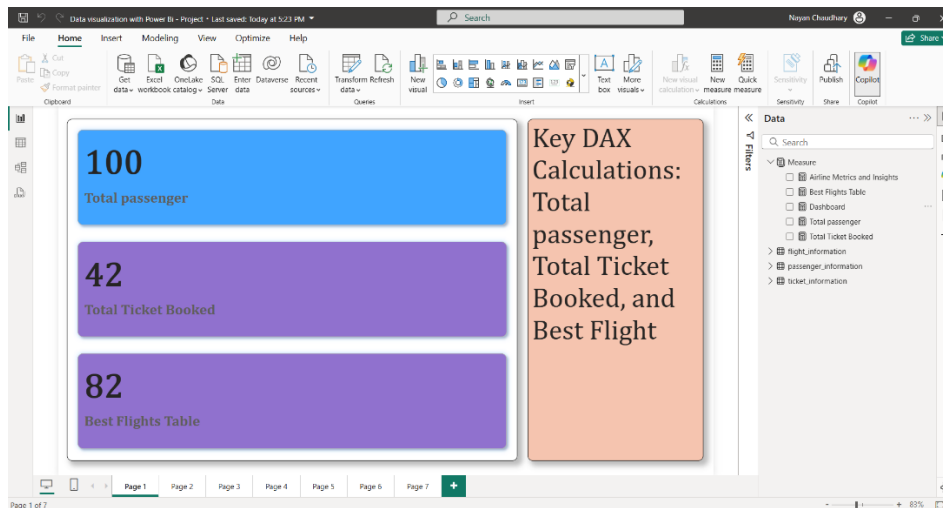 Data visualization with Power Bi - Project • Last saved: Today at 5:23 PM
Search
Nayan Chaudhary
File Home Insert Modeling View Optimize Help
Share
Paste
Cut
Copy
Format painter
Clipboard
Get data
Excel workbook
OneLake catalog
SQL Server
Enter data
Dataverse
Recent sources
Data
Transform data
Refresh
Queries
New visual
Text box
More visuals
Insert
New visual calculation
New measure
Quick measure
Calculations
Sensitivity
Sensitivity
Publish
Share
Copilot
Copilot
100
Total passenger
42
Total Ticket Booked
82
Best Flights Table
Key DAX
Calculations:
Total
passenger,
Total Ticket
Booked, and
Best Flight
Filters
Data
Search
Measure
Airline Metrics and Insights
Best Flights Table
Dashboard
Total passenger
Total Ticket Booked
flight_information
passenger_information
ticket_information
Page 1 Page 2 Page 3 Page 4 Page 5 Page 6 Page 7
Page 1 of 7
83%